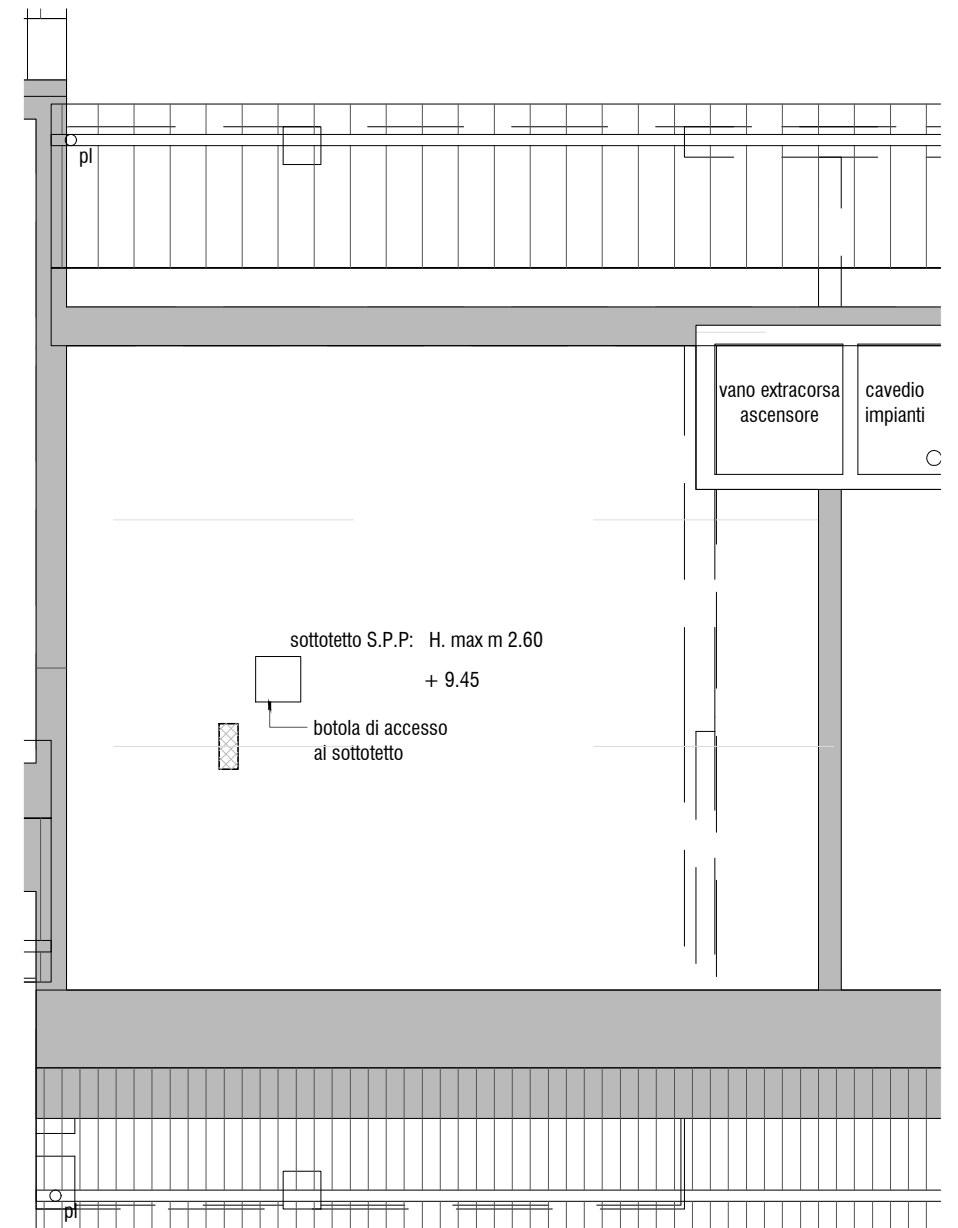 pl
vano extracorsa
ascensore
cavedio
impianti
sottotetto S.P.P: H. max m 2.60
+ 9.45
botola di accesso
al sottotetto
pl